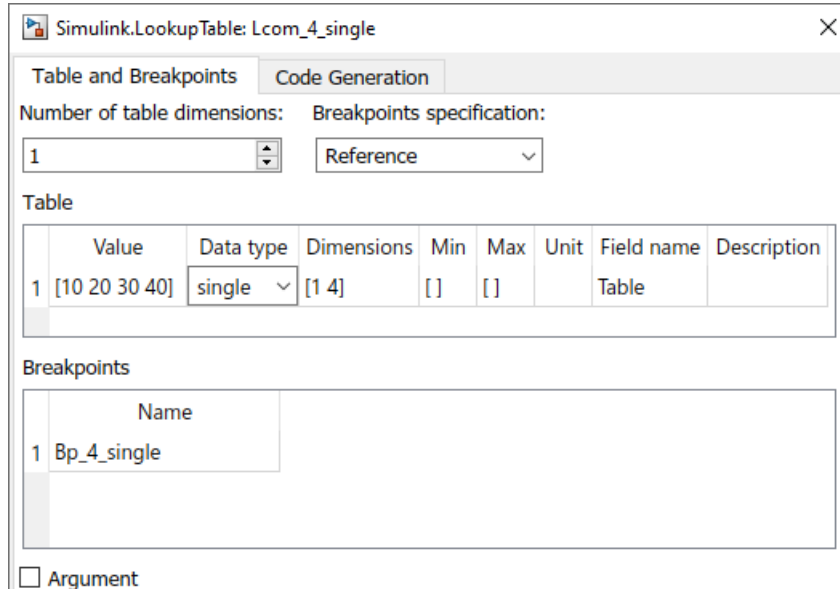 Simulink.LookupTable: Lcom_4_single
Table and Breakpoints Code Generation
Number of table dimensions: Breakpoints specification:
1 Reference
Table
Value Data type Dimensions Min Max Unit Field name Description
1 [10 20 30 40] single [1 4] [ ] [ ] Table
Breakpoints
Name
1 Bp_4_single
Argument